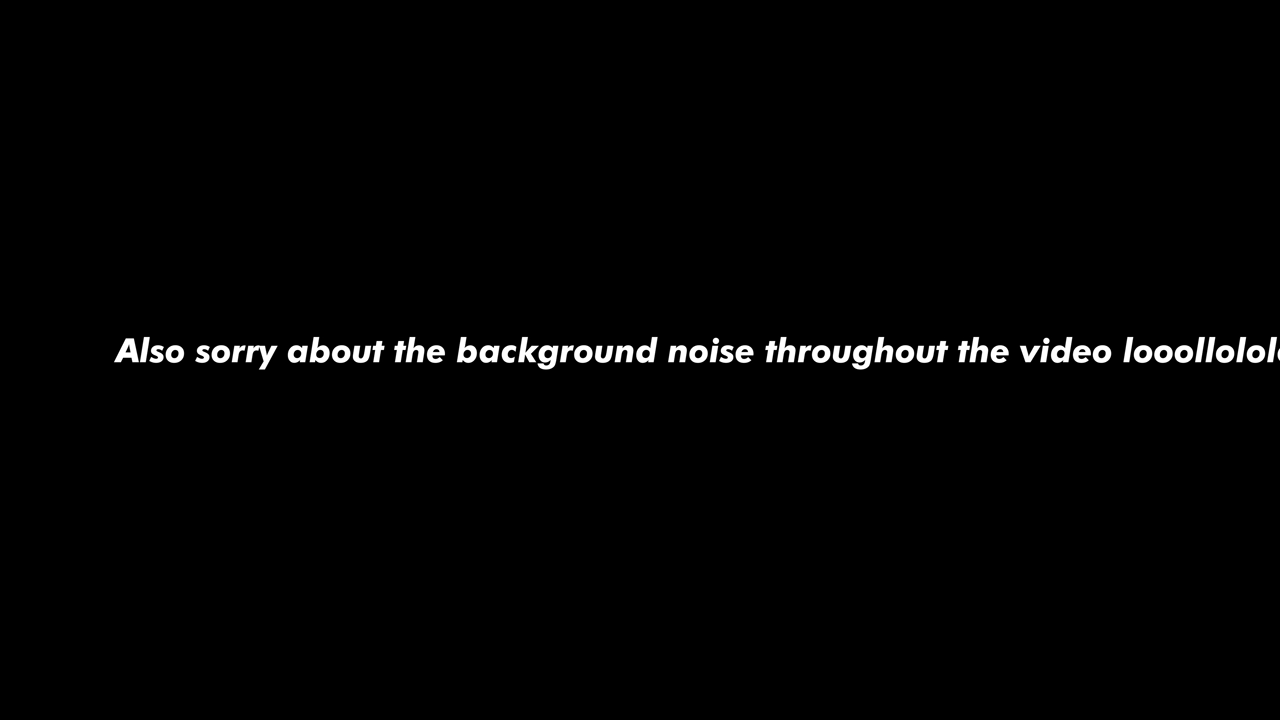 Also sorry about the background noise throughout the video looollolol